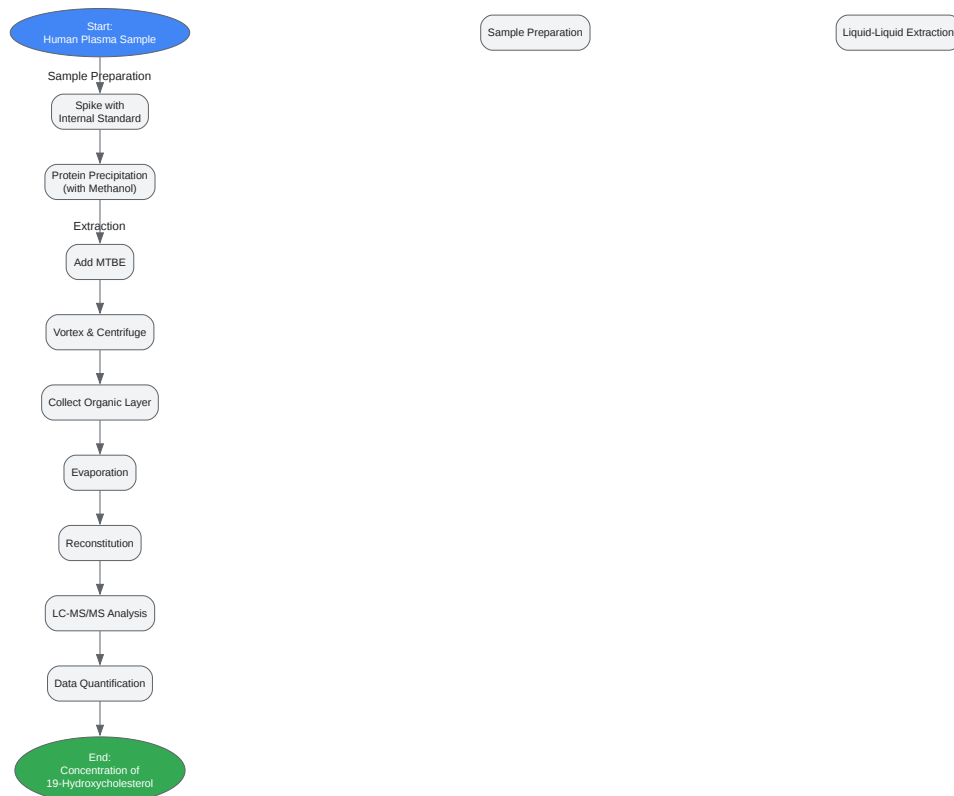 Start:
Human Plasma Sample
Sample Preparation
Liquid-Liquid Extraction
Sample Preparation
Spike with
Internal Standard
Protein Precipitation
(with Methanol)
Extraction
Add MTBE
Vortex & Centrifuge
Collect Organic Layer
Evaporation
Reconstitution
LC-MS/MS Analysis
Data Quantification
End:
Concentration of
19-Hydroxycholesterol